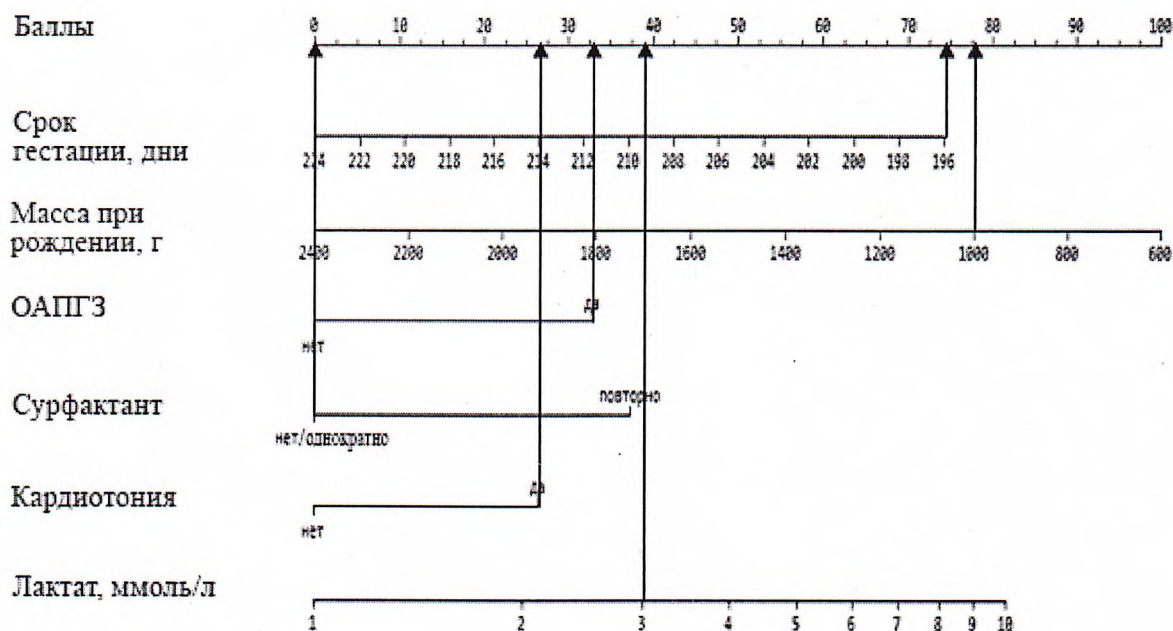 Баллы 0 10 20 30 40 50 60 70 80 90 100
Срок
гестации, дни
224 222 220 218 216 214 212 210 208 206 204 202 200 198 196
Масса при
рождении, г
2400 2200 2000 1800 1600 1400 1200 1000 800 600
ОАПГЗ
да
нет
Сурфактант
повторно
нет/однократно
Кардиотония
да
нет
Лактат, ммоль/л
1 2 3 4 5 6 7 8 9 10